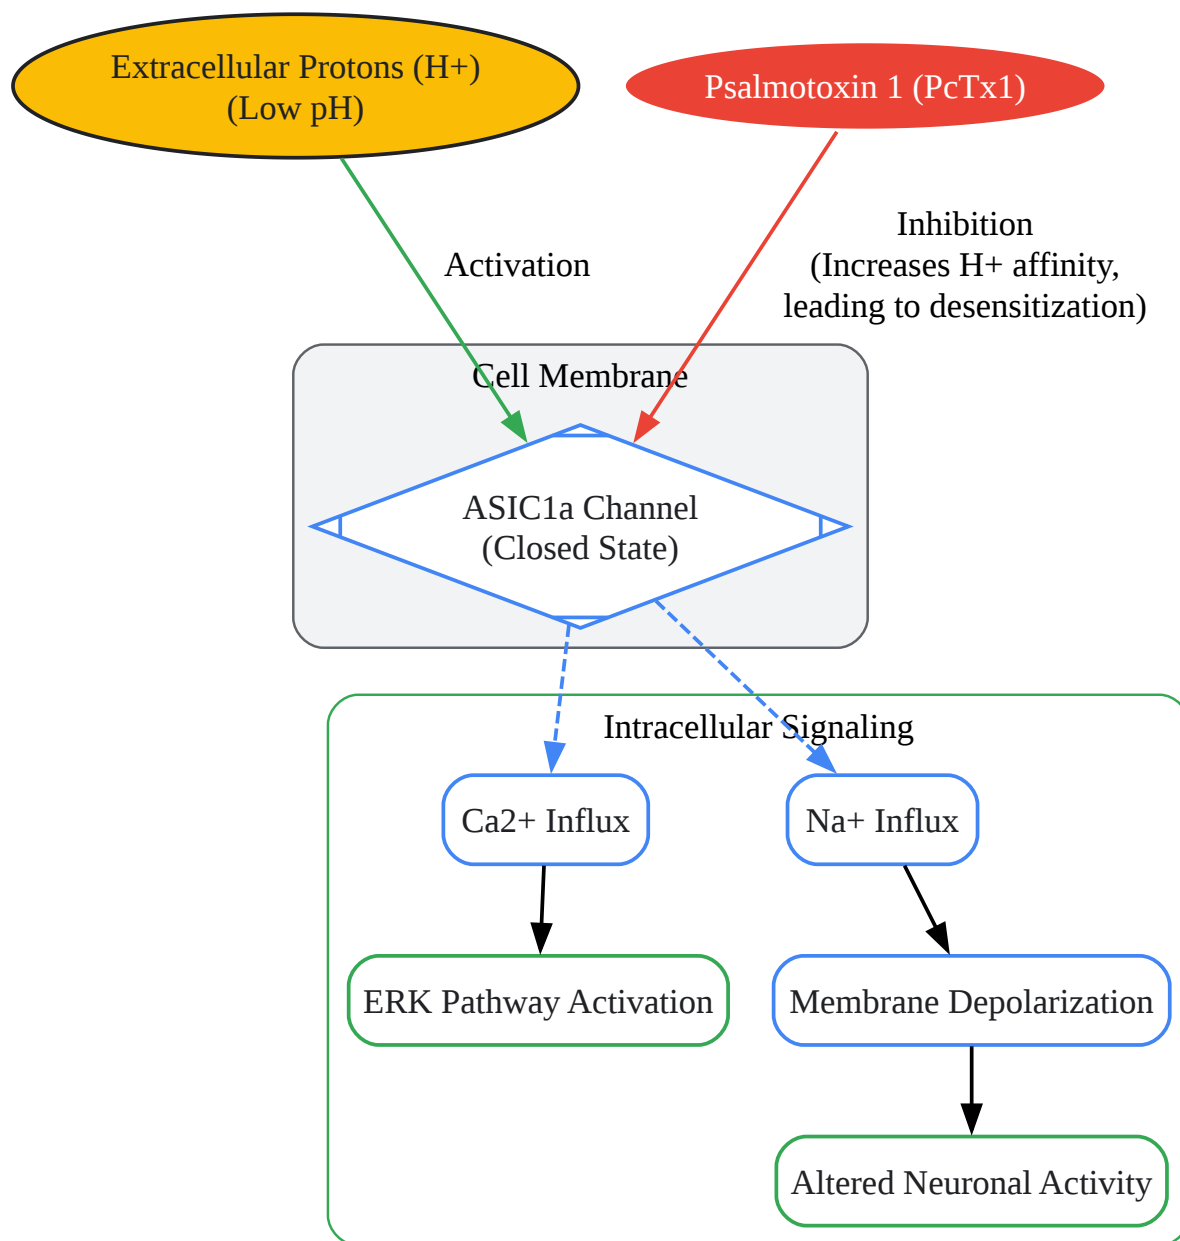 Extracellular Protons (H+)
(Low pH)
Psalmotoxin 1 (PcTx1)
Activation
Inhibition
(Increases H+ affinity,
leading to desensitization)
Cell Membrane
ASIC1a Channel
(Closed State)
Intracellular Signaling
Ca2+ Influx
Na+ Influx
ERK Pathway Activation
Membrane Depolarization
Altered Neuronal Activity